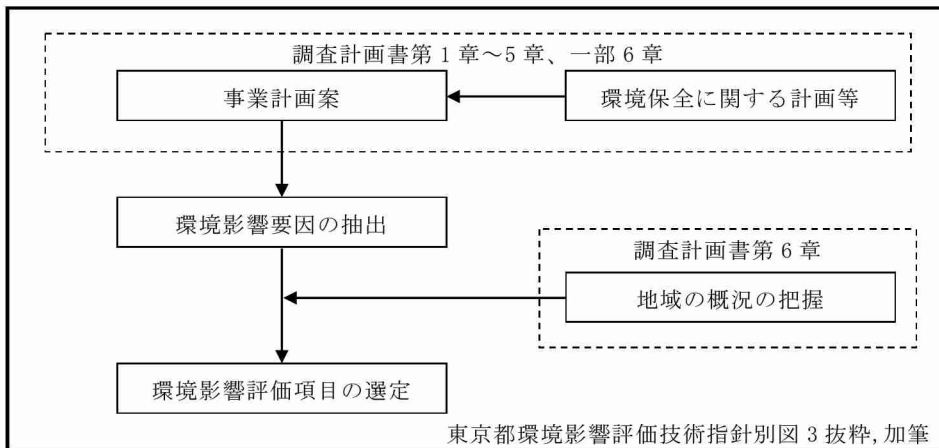 調査計画書第1章～5章、一部6章
事業計画案
環境保全に関する計画等
環境影響要因の抽出
調査計画書第6章
地域の概況の把握
環境影響評価項目の選定
東京都環境影響評価技術指針別図3抜粋,加筆